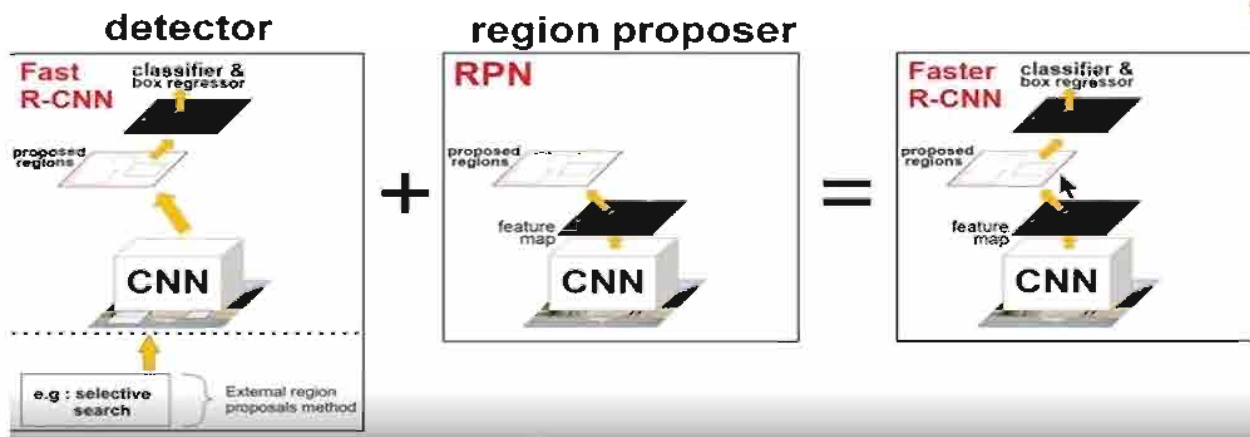 detector
Fast
R-CNN
classifier &
box regressor
proposed
regions
CNN
e.g : selective
search
External region
proposals method
+
region proposer
RPN
proposed
regions
feature
map
CNN
=
Faster
R-CNN
classifier &
box regressor
proposed
regions
feature
map
CNN